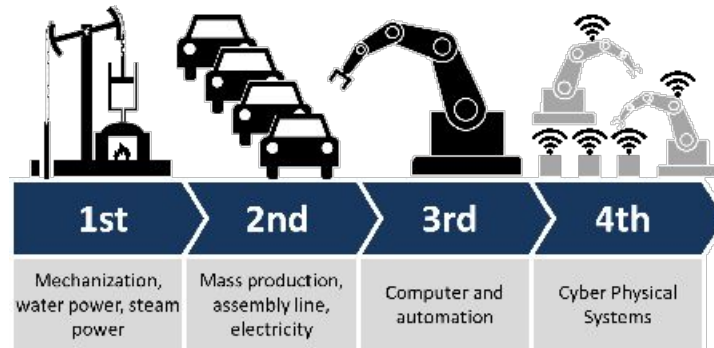 1st
2nd
3rd
4th
Mechanization,
water power, steam
power
Mass production,
assembly line,
electricity
Computer and
automation
Cyber Physical
Systems